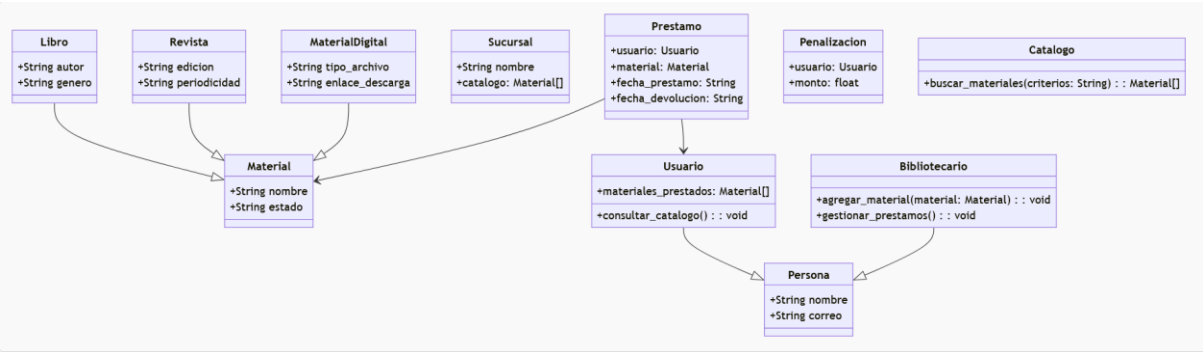 Libro
+String autor
+String genero
Revista
+String edicion
+String periodicidad
MaterialDigital
+String tipo_archivo
+String enlace_descarga
Sucursal
+String nombre
+catalogo: Material[]
Prestamo
+usuario: Usuario
+material: Material
+fecha_prestamo: String
+fecha_devolucion: String
Penalizacion
+usuario: Usuario
+monto: float
Catalogo
+buscar_materiales(criterios: String) : : Material[]
Material
+String nombre
+String estado
Usuario
+materiales_prestados: Material[]
+consultar_catalogo() : : void
Bibliotecario
+agregar_material(material: Material) : : void
+gestionar_prestamos() : : void
Persona
+String nombre
+String correo